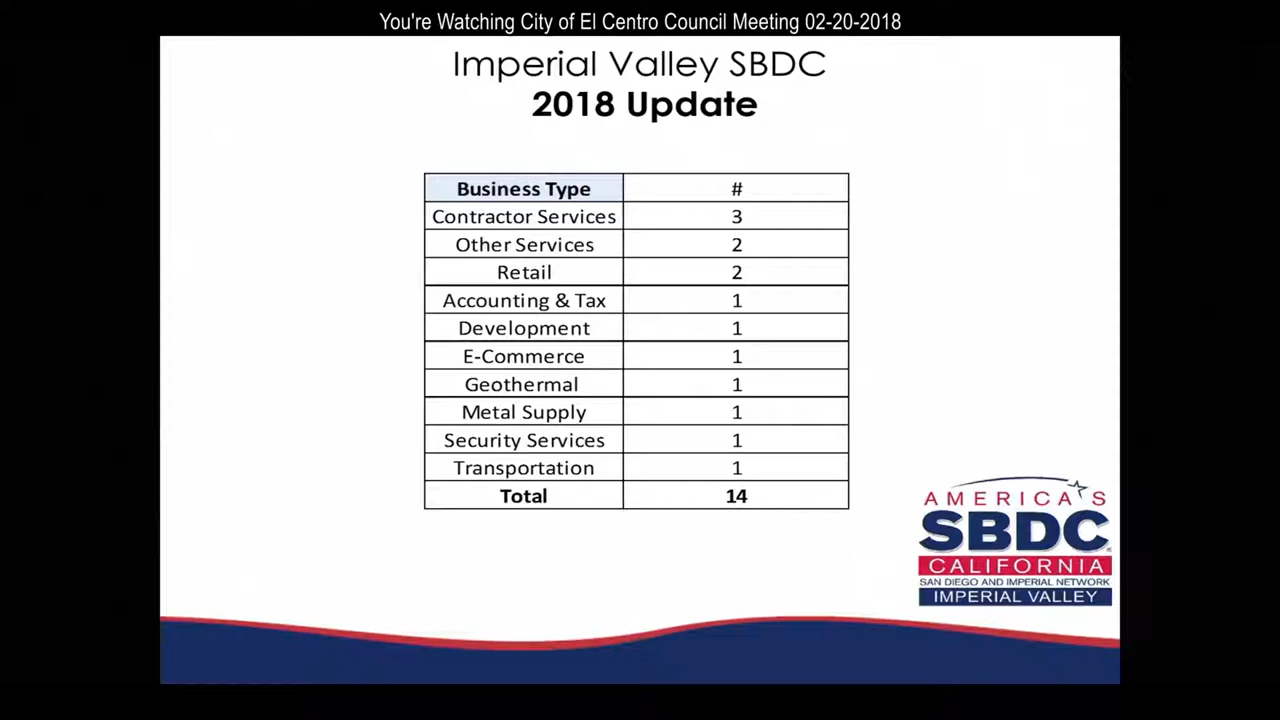 You're Watching City of El Centro Council Meeting 02-20-2018
Imperial Valley SBDC
2018 Update
Business Type #
Contractor Services 3
Other Services 2
Retail 2
Accounting & Tax 1
Development 1
E-Commerce 1
Geothermal 1
Metal Supply 1
Security Services 1
Transportation 1
Total 14
AMERICA'S
SBDC
CALIFORNIA
SAN DIEGO AND IMPERIAL NETWORK
IMPERIAL VALLEY